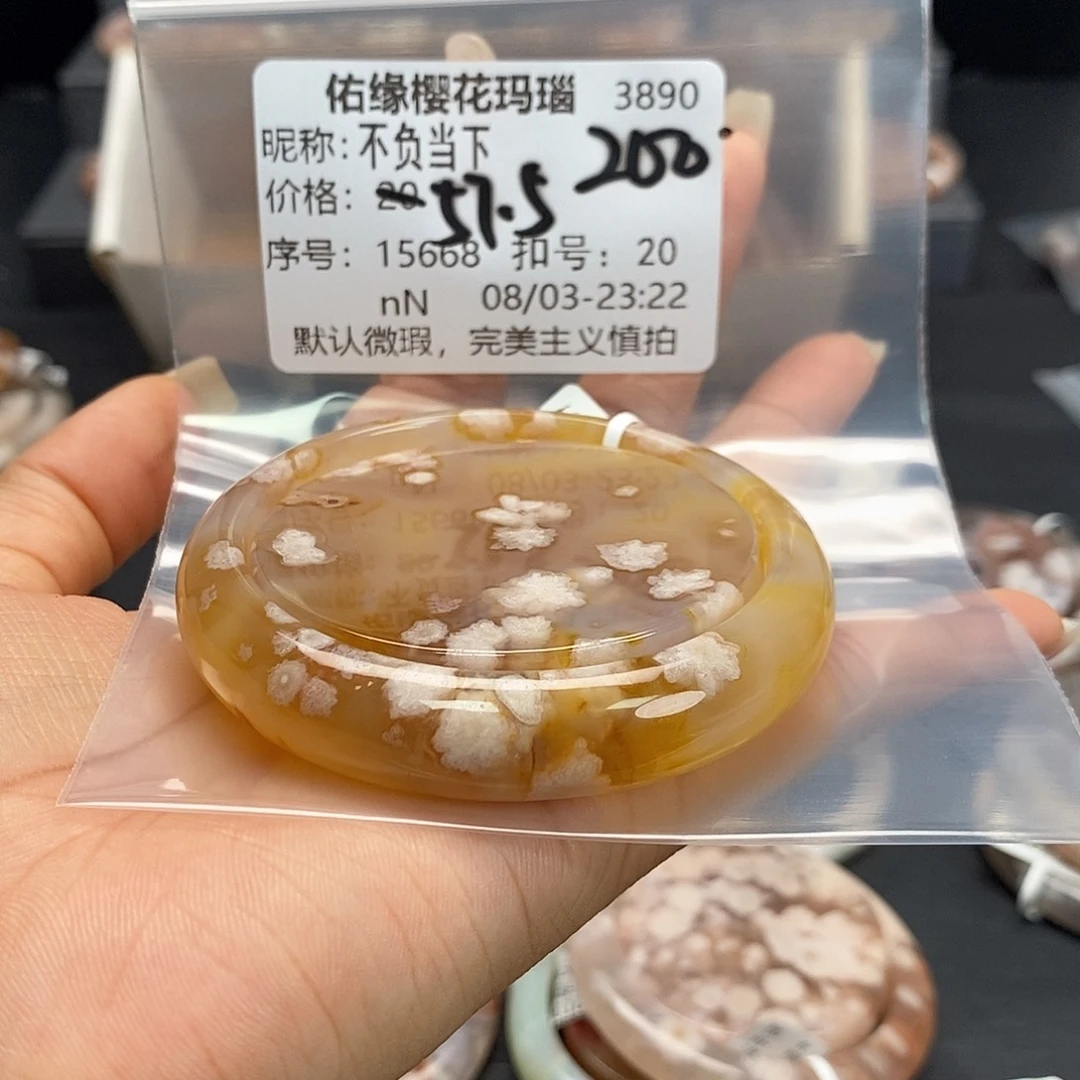 佑缘樱花玛瑙 3890
昵称：不负当下 200
价格：20 57.5
序号：15668 扣号：20
nN 08/03-23:22
默认微瑕，完美主义慎拍